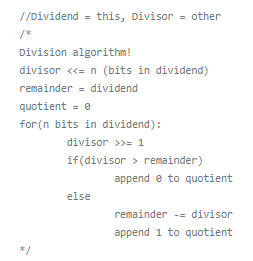 //Dividend = this, Divisor = other
/*
Division algorithm!
divisor <<= n (bits in dividend)
remainder = dividend
quotient = 0
for(n bits in dividend):
divisor >>= 1
if(divisor > remainder)
append 0 to quotient
else
remainder -= divisor
append 1 to quotient
*/